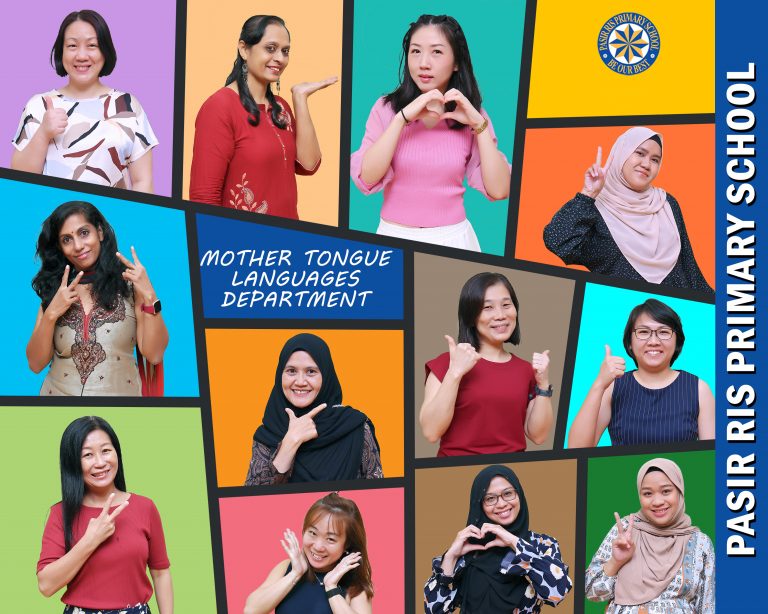 PASIR RIS PRIMARY SCHOOL
BE OUR BEST
MOTHER TONGUE
LANGUAGES
DEPARTMENT
PASIR RIS PRIMARY SCHOOL